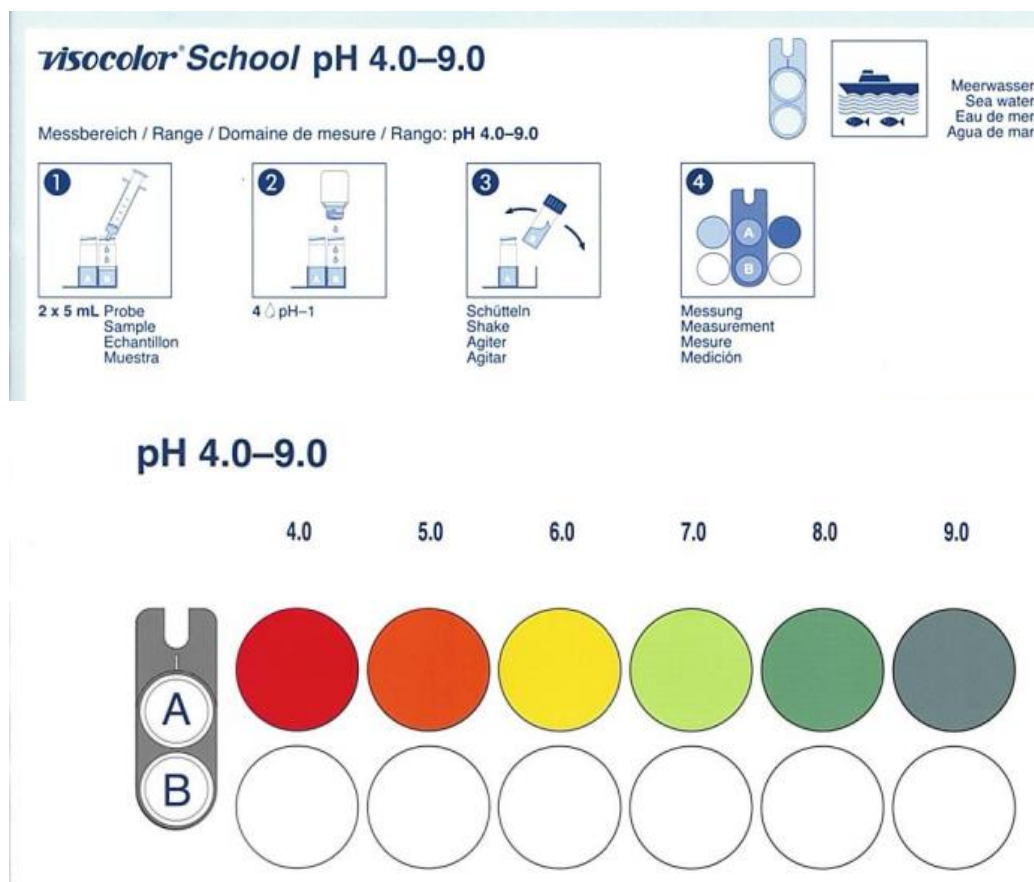 visocolor® School pH 4.0–9.0
Meerwasser
Sea water
Eau de mer
Agua de mar
Messbereich / Range / Domaine de mesure / Rango: pH 4.0–9.0
1
A B
2 x 5 mL Probe
Sample
Echantillon
Muestra
2
A B
4 pH–1
3
B
A
Schütteln
Shake
Agiter
Agitar
4
A
B
Messung
Measurement
Mesure
Medición
pH 4.0–9.0
4.0 5.0 6.0 7.0 8.0 9.0
A
B